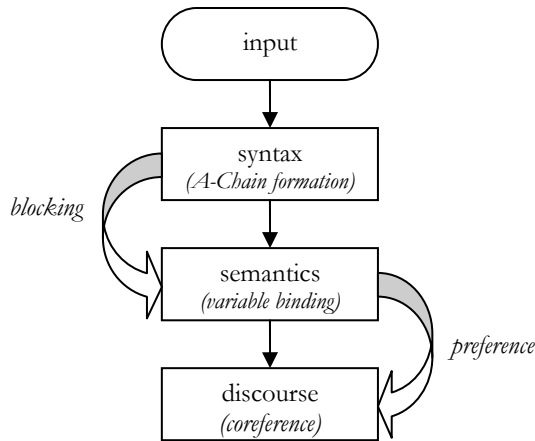 input
syntax
(A-Chain formation)
blocking
semantics
(variable binding)
preference
discourse
(coreference)